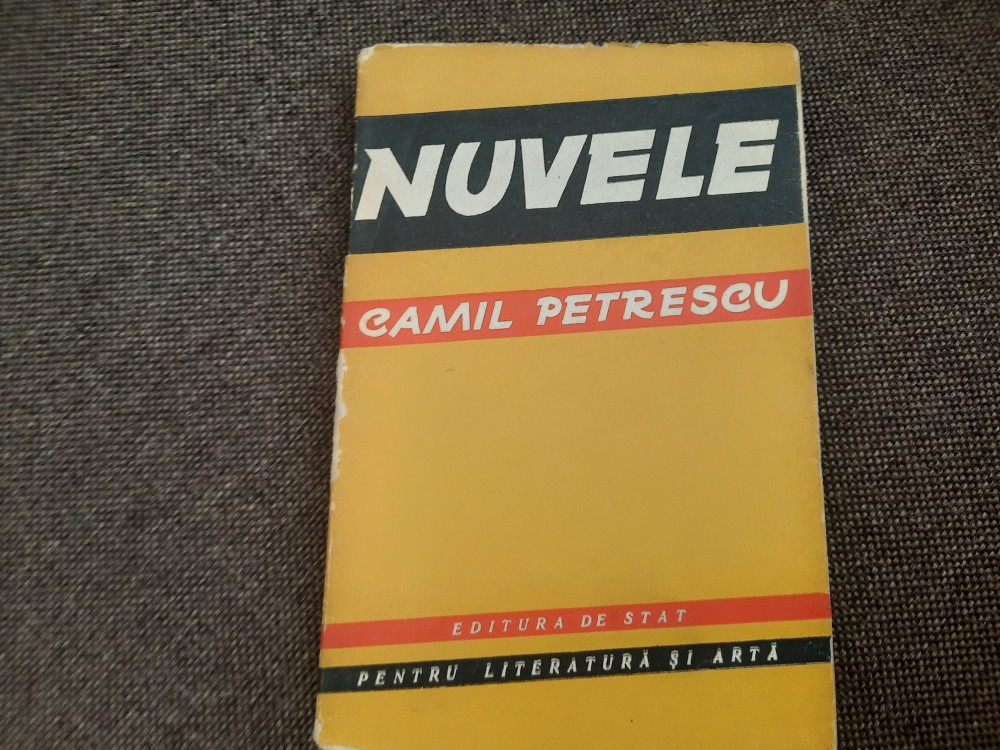 NUVELE
CAMIL PETRESCU
EDITURA DE STAT
PENTRU LITERATURĂ ȘI ARTĂ